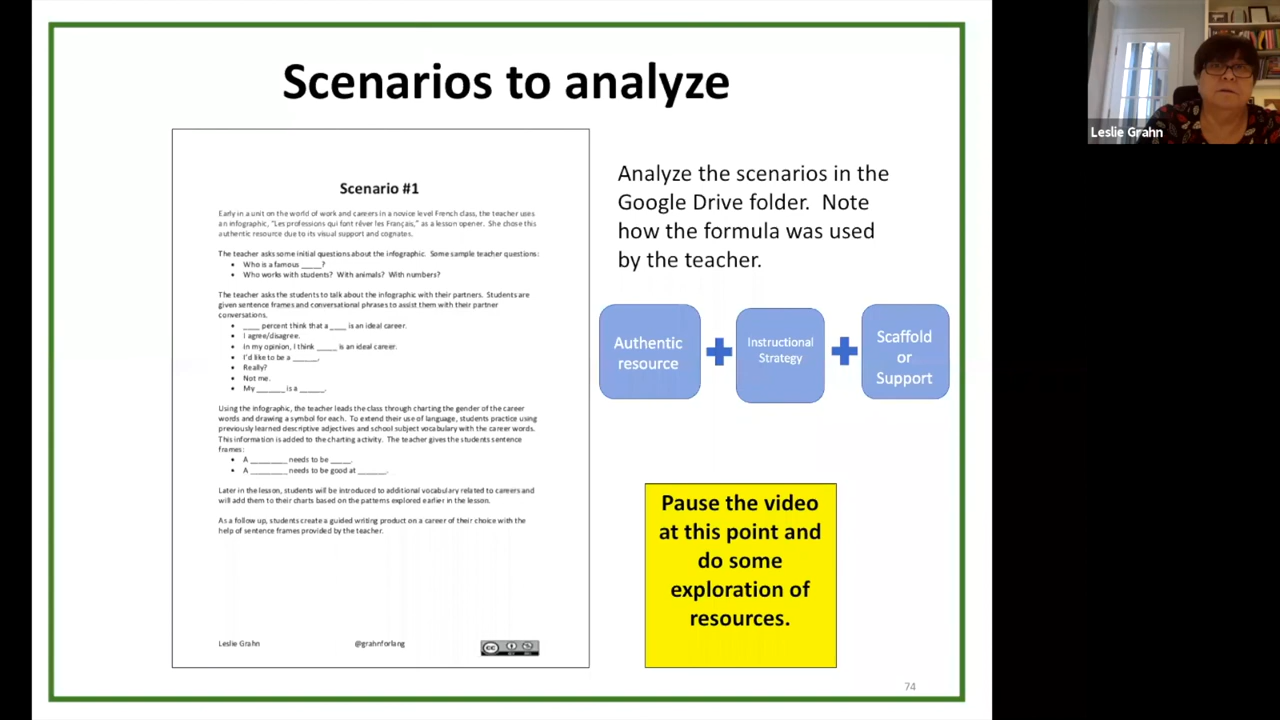 Scenarios to analyze
Scenario #1
Early in a unit on the world of work and careers in a novice level French class, the teacher uses
an infographic, "Les professions qui font rêver les Français," as a lesson opener. She chose this
authentic resource due to its visual support and cognates.
The teacher asks some initial questions about the infographic. Some sample teacher questions:
• Who is a famous _____?
• Who works with students? With animals? With numbers?
The teacher asks the students to talk about the infographic with their partners. Students are
given sentence frames and conversational phrases to assist them with their partner
conversations.
• ____ percent think that a ____ is an ideal career.
• I agree/disagree.
• In my opinion, I think _____ is an ideal career.
• I'd like to be a ______.
• Really?
• Not me.
• My _______ is a ______.
Using the infographic, the teacher leads the class through charting the gender of the career
words and drawing a symbol for each. To extend their use of language, students practice using
previously learned descriptive adjectives and school subject vocabulary with the career words.
This information is added to the charting activity. The teacher gives the students sentence
frames:
• A _________ needs to be _____.
• A _________ needs to be good at _______.
Later in the lesson, students will be introduced to additional vocabulary related to careers and
will add them to their charts based on the patterns explored earlier in the lesson.
As a follow up, students create a guided writing product on a career of their choice with the
help of sentence frames provided by the teacher.
Leslie Grahn
@grahnforlang
cc
Analyze the scenarios in the
Google Drive folder. Note
how the formula was used
by the teacher.
Authentic
resource
Instructional
Strategy
Scaffold
or
Support
Pause the video
at this point and
do some
exploration of
resources.
74
Leslie Grahn